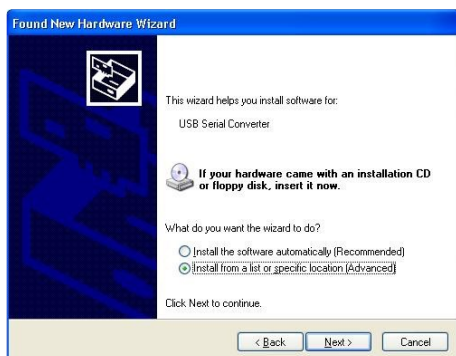 Found New Hardware Wizard
This wizard helps you install software for:
USB Serial Converter
If your hardware came with an installation CD
or floppy disk, insert it now.
What do you want the wizard to do?
Install the software automatically (Recommended)
Install from a list or specific location (Advanced)
Click Next to continue.
< Back Next > Cancel